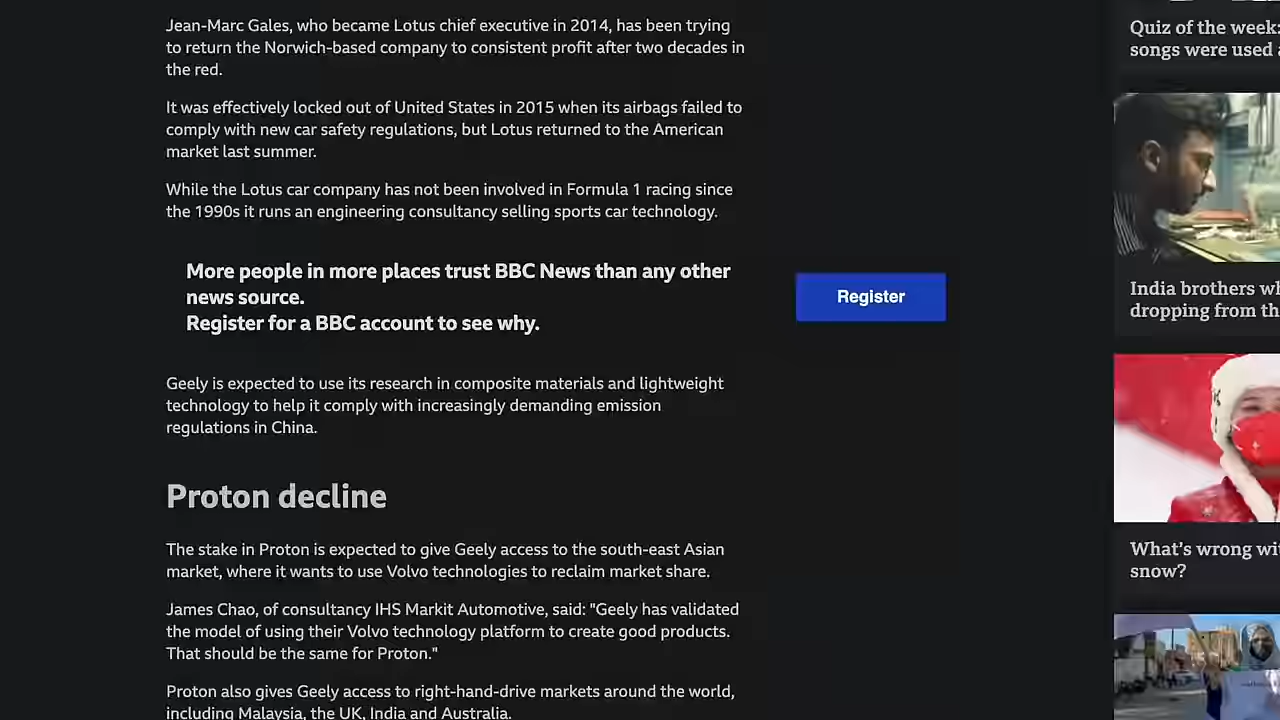 Jean-Marc Gales, who became Lotus chief executive in 2014, has been trying
to return the Norwich-based company to consistent profit after two decades in
the red.
It was effectively locked out of United States in 2015 when its airbags failed to
comply with new car safety regulations, but Lotus returned to the American
market last summer.
While the Lotus car company has not been involved in Formula 1 racing since
the 1990s it runs an engineering consultancy selling sports car technology.
More people in more places trust BBC News than any other
news source.
Register for a BBC account to see why.
Register
Geely is expected to use its research in composite materials and lightweight
technology to help it comply with increasingly demanding emission
regulations in China.
Proton decline
The stake in Proton is expected to give Geely access to the south-east Asian
market, where it wants to use Volvo technologies to reclaim market share.
James Chao, of consultancy IHS Markit Automotive, said: "Geely has validated
the model of using their Volvo technology platform to create good products.
That should be the same for Proton."
Proton also gives Geely access to right-hand-drive markets around the world,
including Malaysia, the UK, India and Australia.
Quiz of the week:
songs were used
India brothers
dropping from
What's wrong
snow?